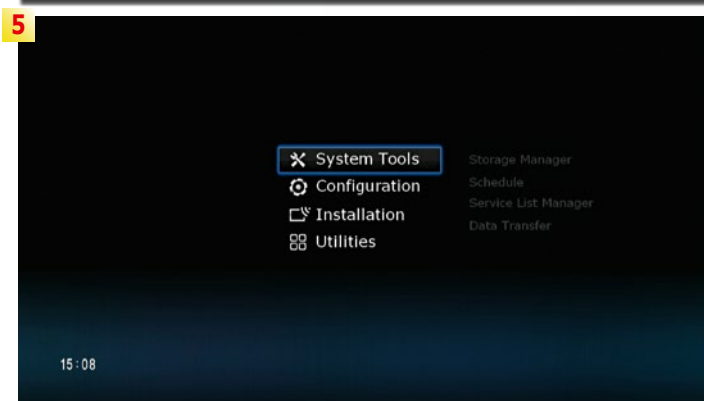 5
System Tools
Configuration
Installation
Utilities
Storage Manager
Schedule
Service List Manager
Data Transfer
15:08